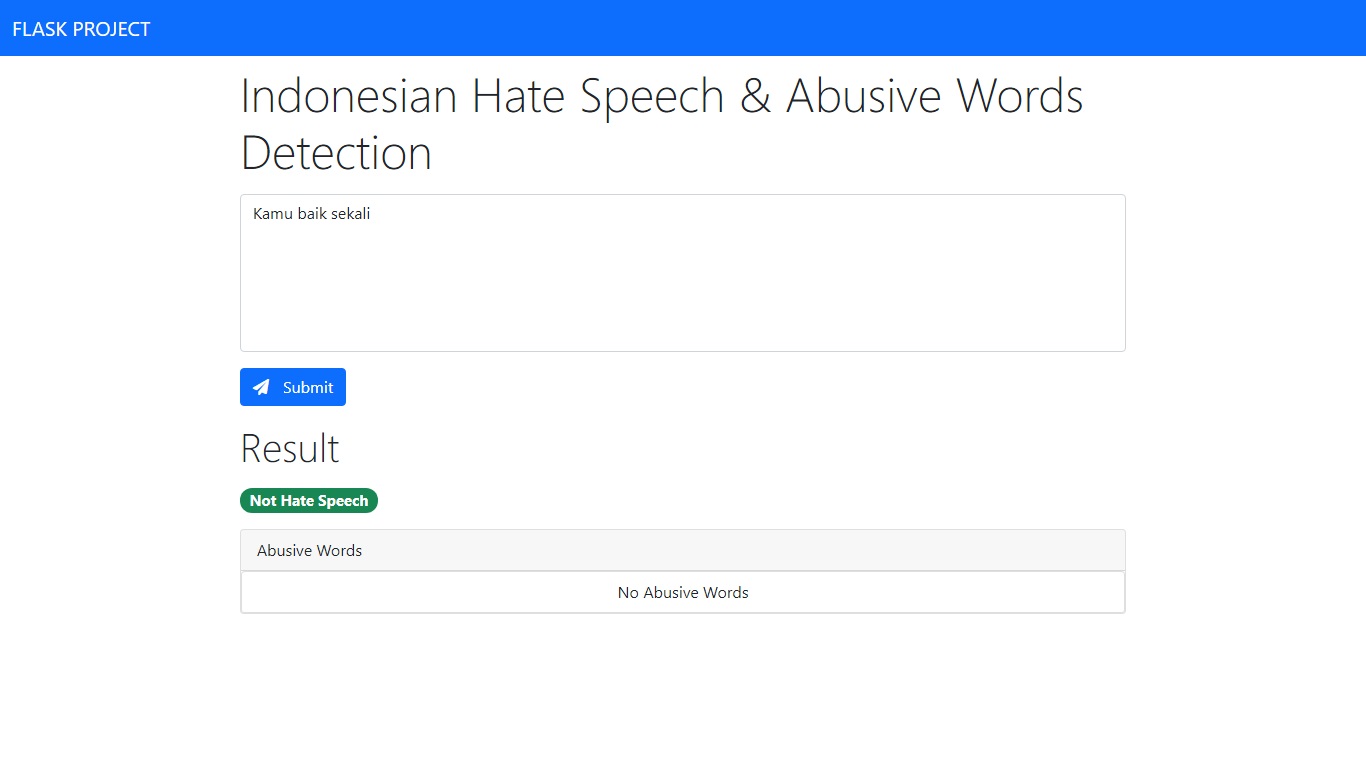 FLASK PROJECT
Indonesian Hate Speech & Abusive Words
Detection
Kamu baik sekali
Submit
Result
Not Hate Speech
Abusive Words
No Abusive Words